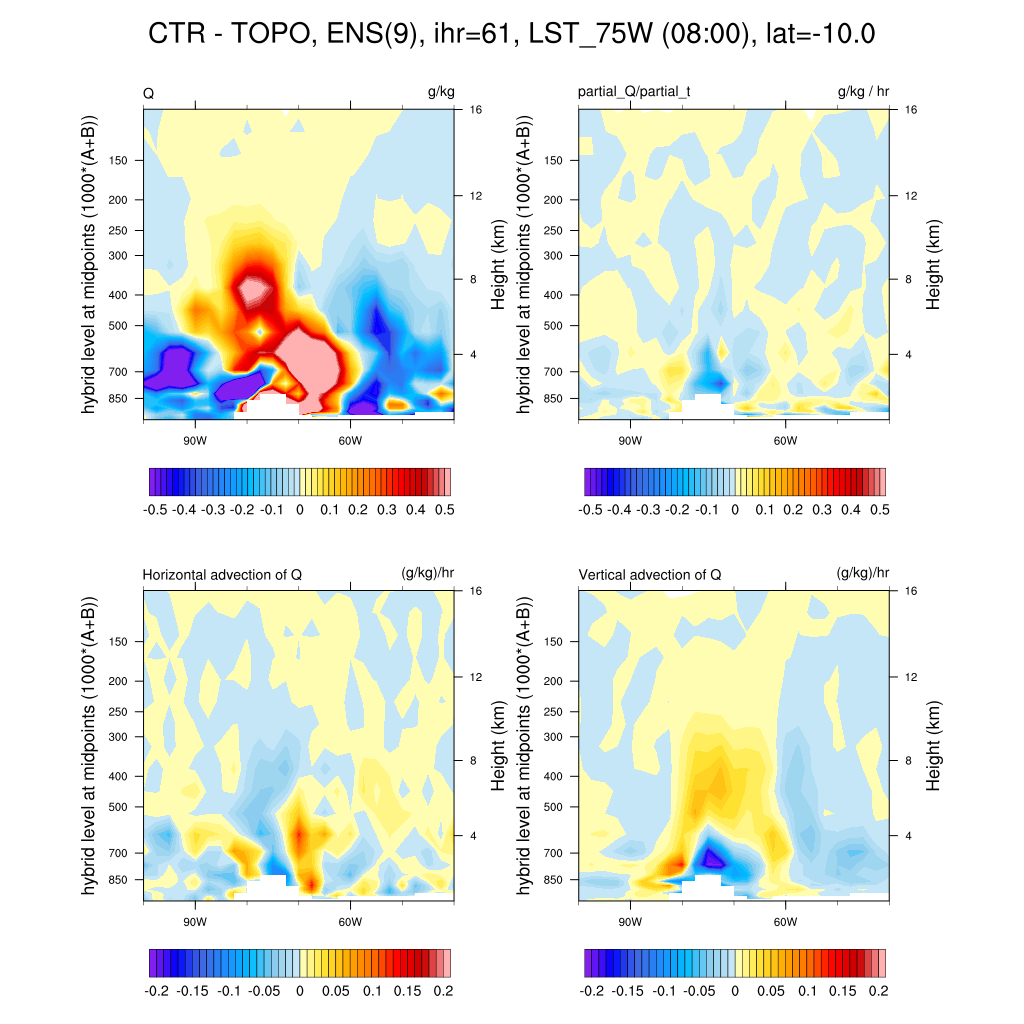 CTR - TOPO, ENS(9), ihr=61, LST_75W (08:00), lat=-10.0
Q g/kg
hybrid level at midpoints (1000*(A+B))
150
200
250
300
400
500
700
850
16
12
8
4
Height (km)
90W 60W
-0.5 -0.4 -0.3 -0.2 -0.1 0 0.1 0.2 0.3 0.4 0.5
partial_Q/partial_t g/kg / hr
hybrid level at midpoints (1000*(A+B))
150
200
250
300
400
500
700
850
16
12
8
4
Height (km)
90W 60W
-0.5 -0.4 -0.3 -0.2 -0.1 0 0.1 0.2 0.3 0.4 0.5
Horizontal advection of Q (g/kg)/hr
hybrid level at midpoints (1000*(A+B))
150
200
250
300
400
500
700
850
16
12
8
4
Height (km)
90W 60W
-0.2 -0.15 -0.1 -0.05 0 0.05 0.1 0.15 0.2
Vertical advection of Q (g/kg)/hr
hybrid level at midpoints (1000*(A+B))
150
200
250
300
400
500
700
850
16
12
8
4
Height (km)
90W 60W
-0.2 -0.15 -0.1 -0.05 0 0.05 0.1 0.15 0.2